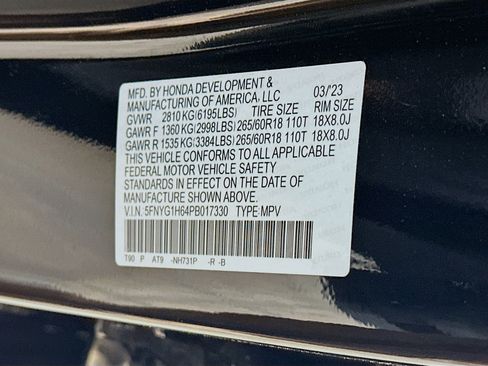 MFD. BY HONDA DEVELOPMENT &
MANUFACTURING OF AMERICA, LLC 03/23
GVWR 2810 KG (6195LBS) TIRE SIZE RIM SIZE
GAWR F 1360 KG (2998LBS) 265/60R18 110T 18X8.0J
GAWR R 1535 KG (3384LBS) 265/60R18 110T 18X8.0J
THIS VEHICLE CONFORMS TO ALL APPLICABLE
FEDERAL MOTOR VEHICLE SAFETY
STANDARDS IN EFFECT ON THE DATE OF
MANUFACTURE SHOWN ABOVE.
V.I.N. 5FNYG1H64PB017330 TYPE:MPV
T90 P AT9 -NH731P -R -B